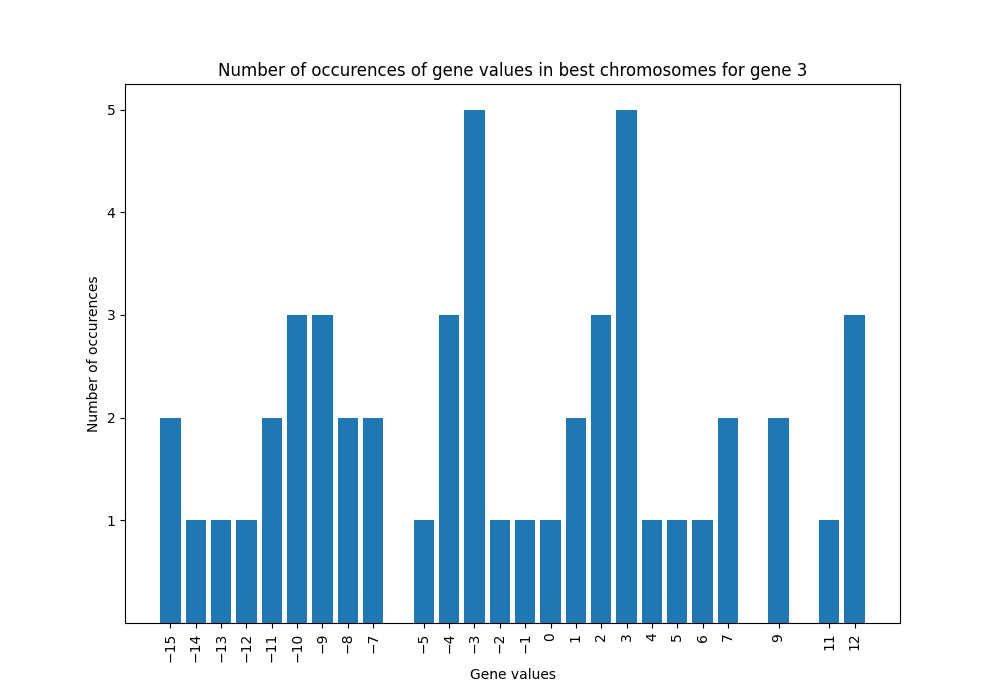 Number of occurences of gene values in best chromosomes for gene 3
Number of occurences
5
4
3
2
1
−15 −14 −13 −12 −11 −10 −9 −8 −7 −5 −4 −3 −2 −1 0 1 2 3 4 5 6 7 9 11 12
Gene values